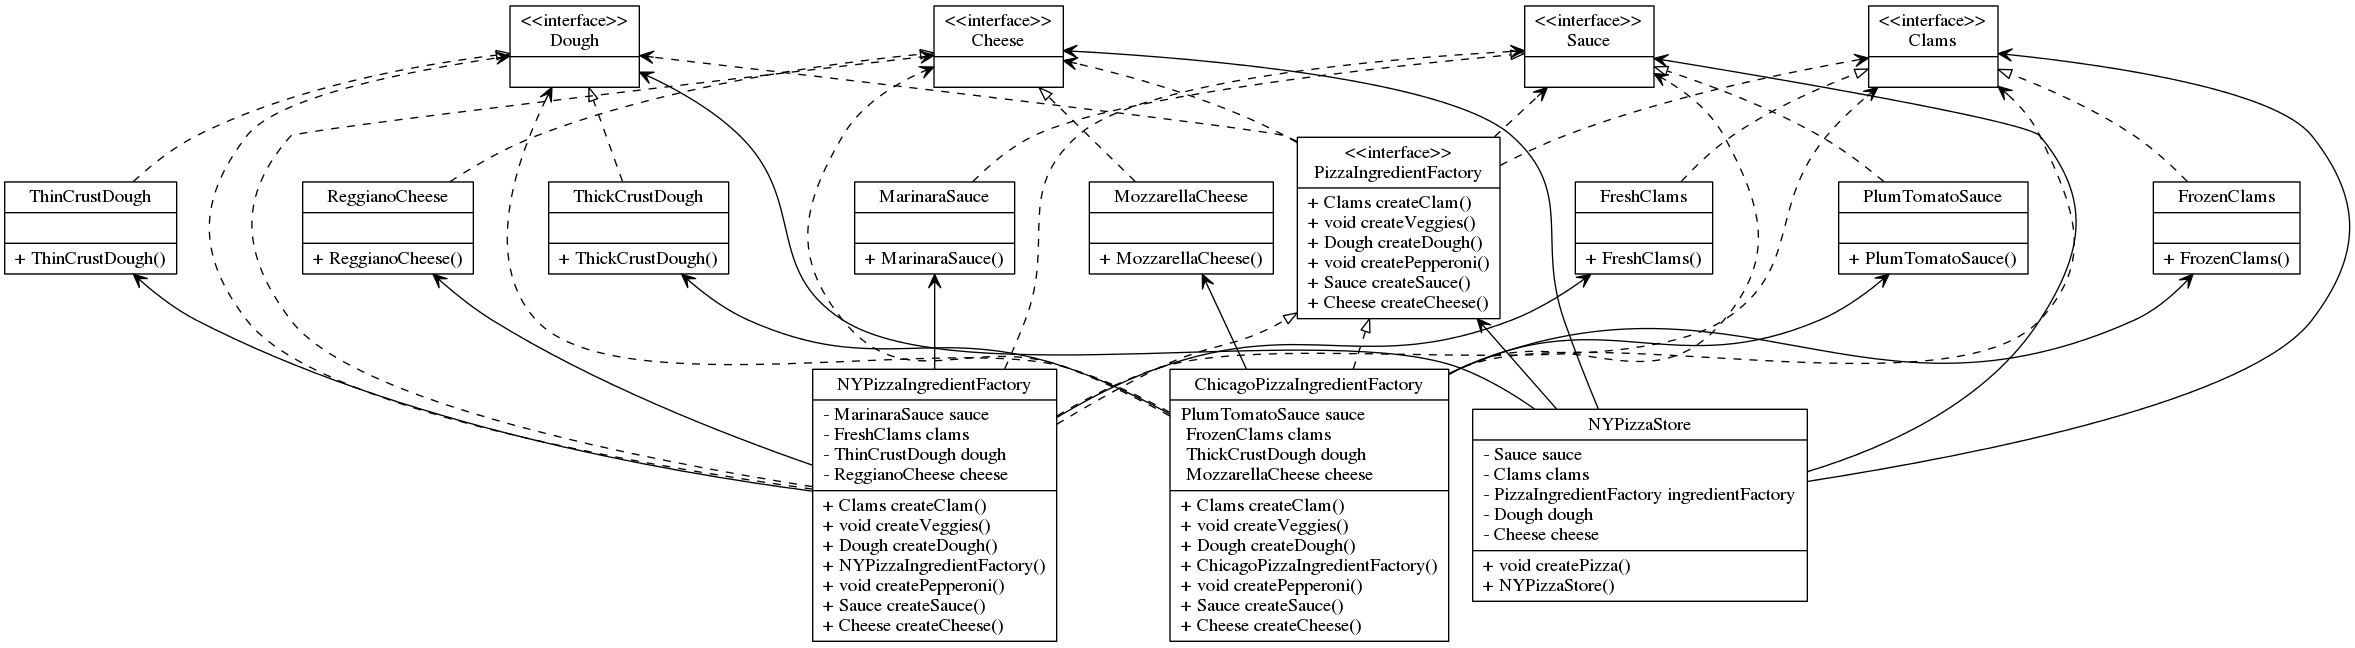 <<interface>>
Dough
<<interface>>
Cheese
<<interface>>
Sauce
<<interface>>
Clams
ThinCrustDough
+ ThinCrustDough()
ReggianoCheese
+ ReggianoCheese()
ThickCrustDough
+ ThickCrustDough()
MarinaraSauce
+ MarinaraSauce()
MozzarellaCheese
+ MozzarellaCheese()
<<interface>>
PizzaIngredientFactory
+ Clams createClam()
+ void createVeggies()
+ Dough createDough()
+ void createPepperoni()
+ Sauce createSauce()
+ Cheese createCheese()
FreshClams
+ FreshClams()
PlumTomatoSauce
+ PlumTomatoSauce()
FrozenClams
+ FrozenClams()
NYPizzaIngredientFactory
- MarinaraSauce sauce
- FreshClams clams
- ThinCrustDough dough
- ReggianoCheese cheese
+ Clams createClam()
+ void createVeggies()
+ Dough createDough()
+ NYPizzaIngredientFactory()
+ void createPepperoni()
+ Sauce createSauce()
+ Cheese createCheese()
ChicagoPizzaIngredientFactory
PlumTomatoSauce sauce
FrozenClams clams
ThickCrustDough dough
MozzarellaCheese cheese
+ Clams createClam()
+ void createVeggies()
+ Dough createDough()
+ ChicagoPizzaIngredientFactory()
+ void createPepperoni()
+ Sauce createSauce()
+ Cheese createCheese()
NYPizzaStore
- Sauce sauce
- Clams clams
- PizzaIngredientFactory ingredientFactory
- Dough dough
- Cheese cheese
+ void createPizza()
+ NYPizzaStore()